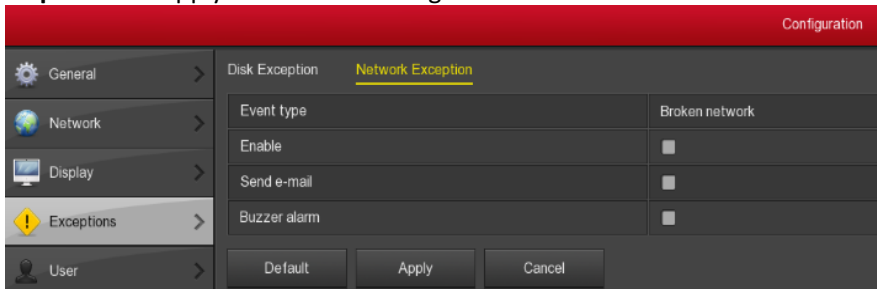 Configuration
General
Network
Display
Exceptions
User
Disk Exception Network Exception
Event type Broken network
Enable
Send e-mail
Buzzer alarm
Default Apply Cancel